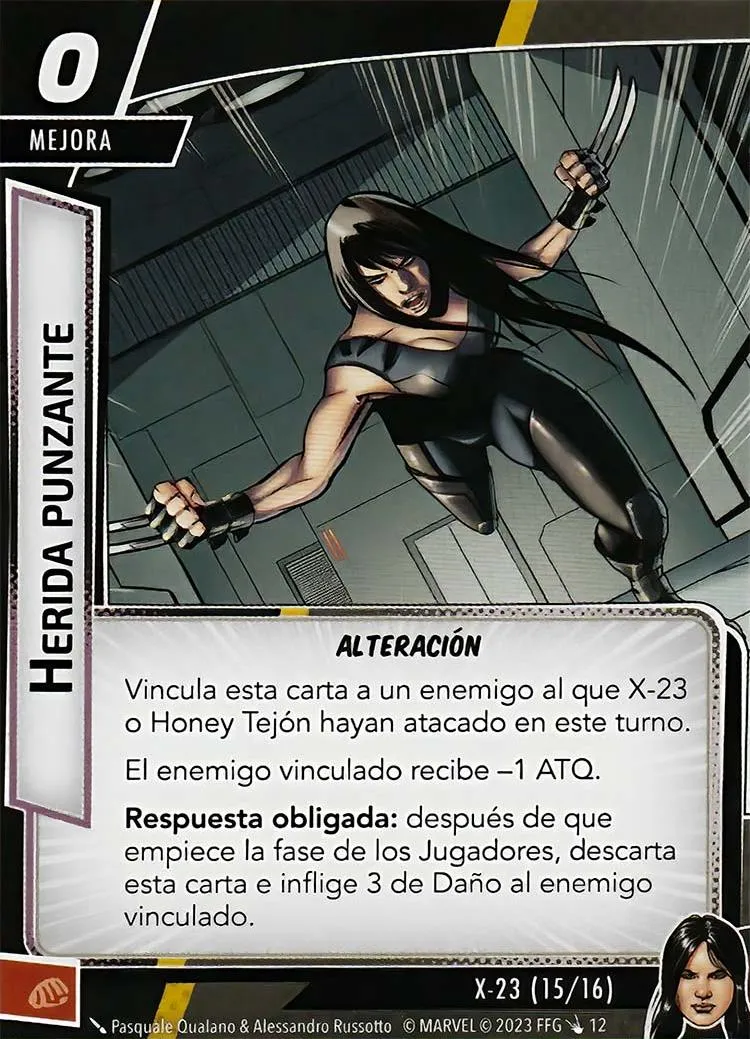 0
MEJORA
HERIDA PUNZANTE
ALTERACIÓN
Vincula esta carta a un enemigo al que X-23
o Honey Tejón hayan atacado en este turno.
El enemigo vinculado recibe –1 ATQ.
Respuesta obligada: después de que
empiece la fase de los Jugadores, descarta
esta carta e inflige 3 de Daño al enemigo
vinculado.
X-23 (15/16)
Pasquale Qualano & Alessandro Russotto © MARVEL © 2023 FFG 12